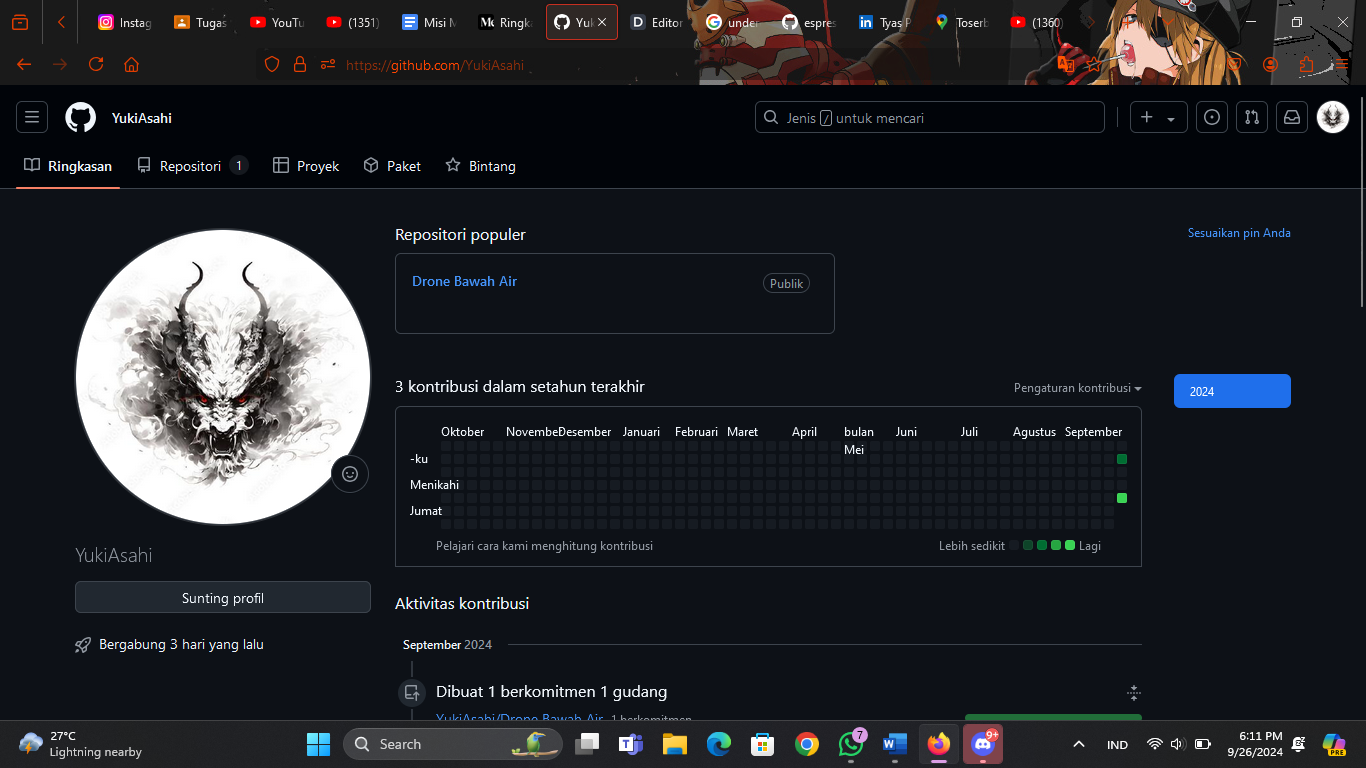 Instag
Tugas
YouTu
(1351)
Misi M
Ringka
Yuk
Editor
under
espres
Tyas P
Toserb
(1360)
https://github.com/YukiAsahi
YukiAsahi
Jenis / untuk mencari
Ringkasan
Repositori 1
Proyek
Paket
Bintang
Repositori populer
Sesuaikan pin Anda
Drone Bawah Air
Publik
3 kontribusi dalam setahun terakhir
Pengaturan kontribusi
2024
Oktober NovembeDesember Januari Februari Maret April bulan Mei Juni Juli Agustus September
-ku
Menikahi
Jumat
Pelajari cara kami menghitung kontribusi
Lebih sedikit Lagi
YukiAsahi
Sunting profil
Bergabung 3 hari yang lalu
Aktivitas kontribusi
September 2024
Dibuat 1 berkomitmen 1 gudang
YukiAsahi/Drone Bawah Air 1 berkomitmen
27°C
Lightning nearby
Search
7
9+
PRE
IND
6:11 PM
9/26/2024